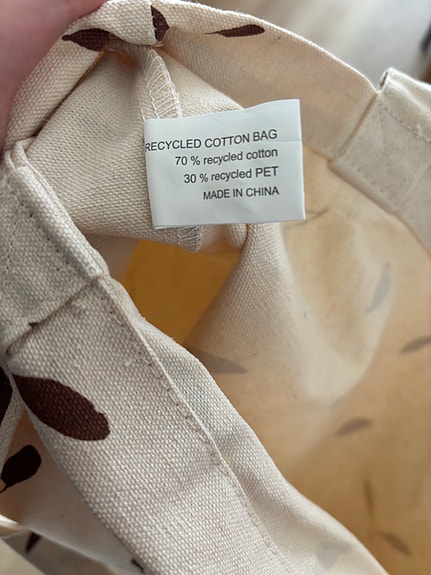 RECYCLED COTTON BAG
70 % recycled cotton
30 % recycled PET
MADE IN CHINA